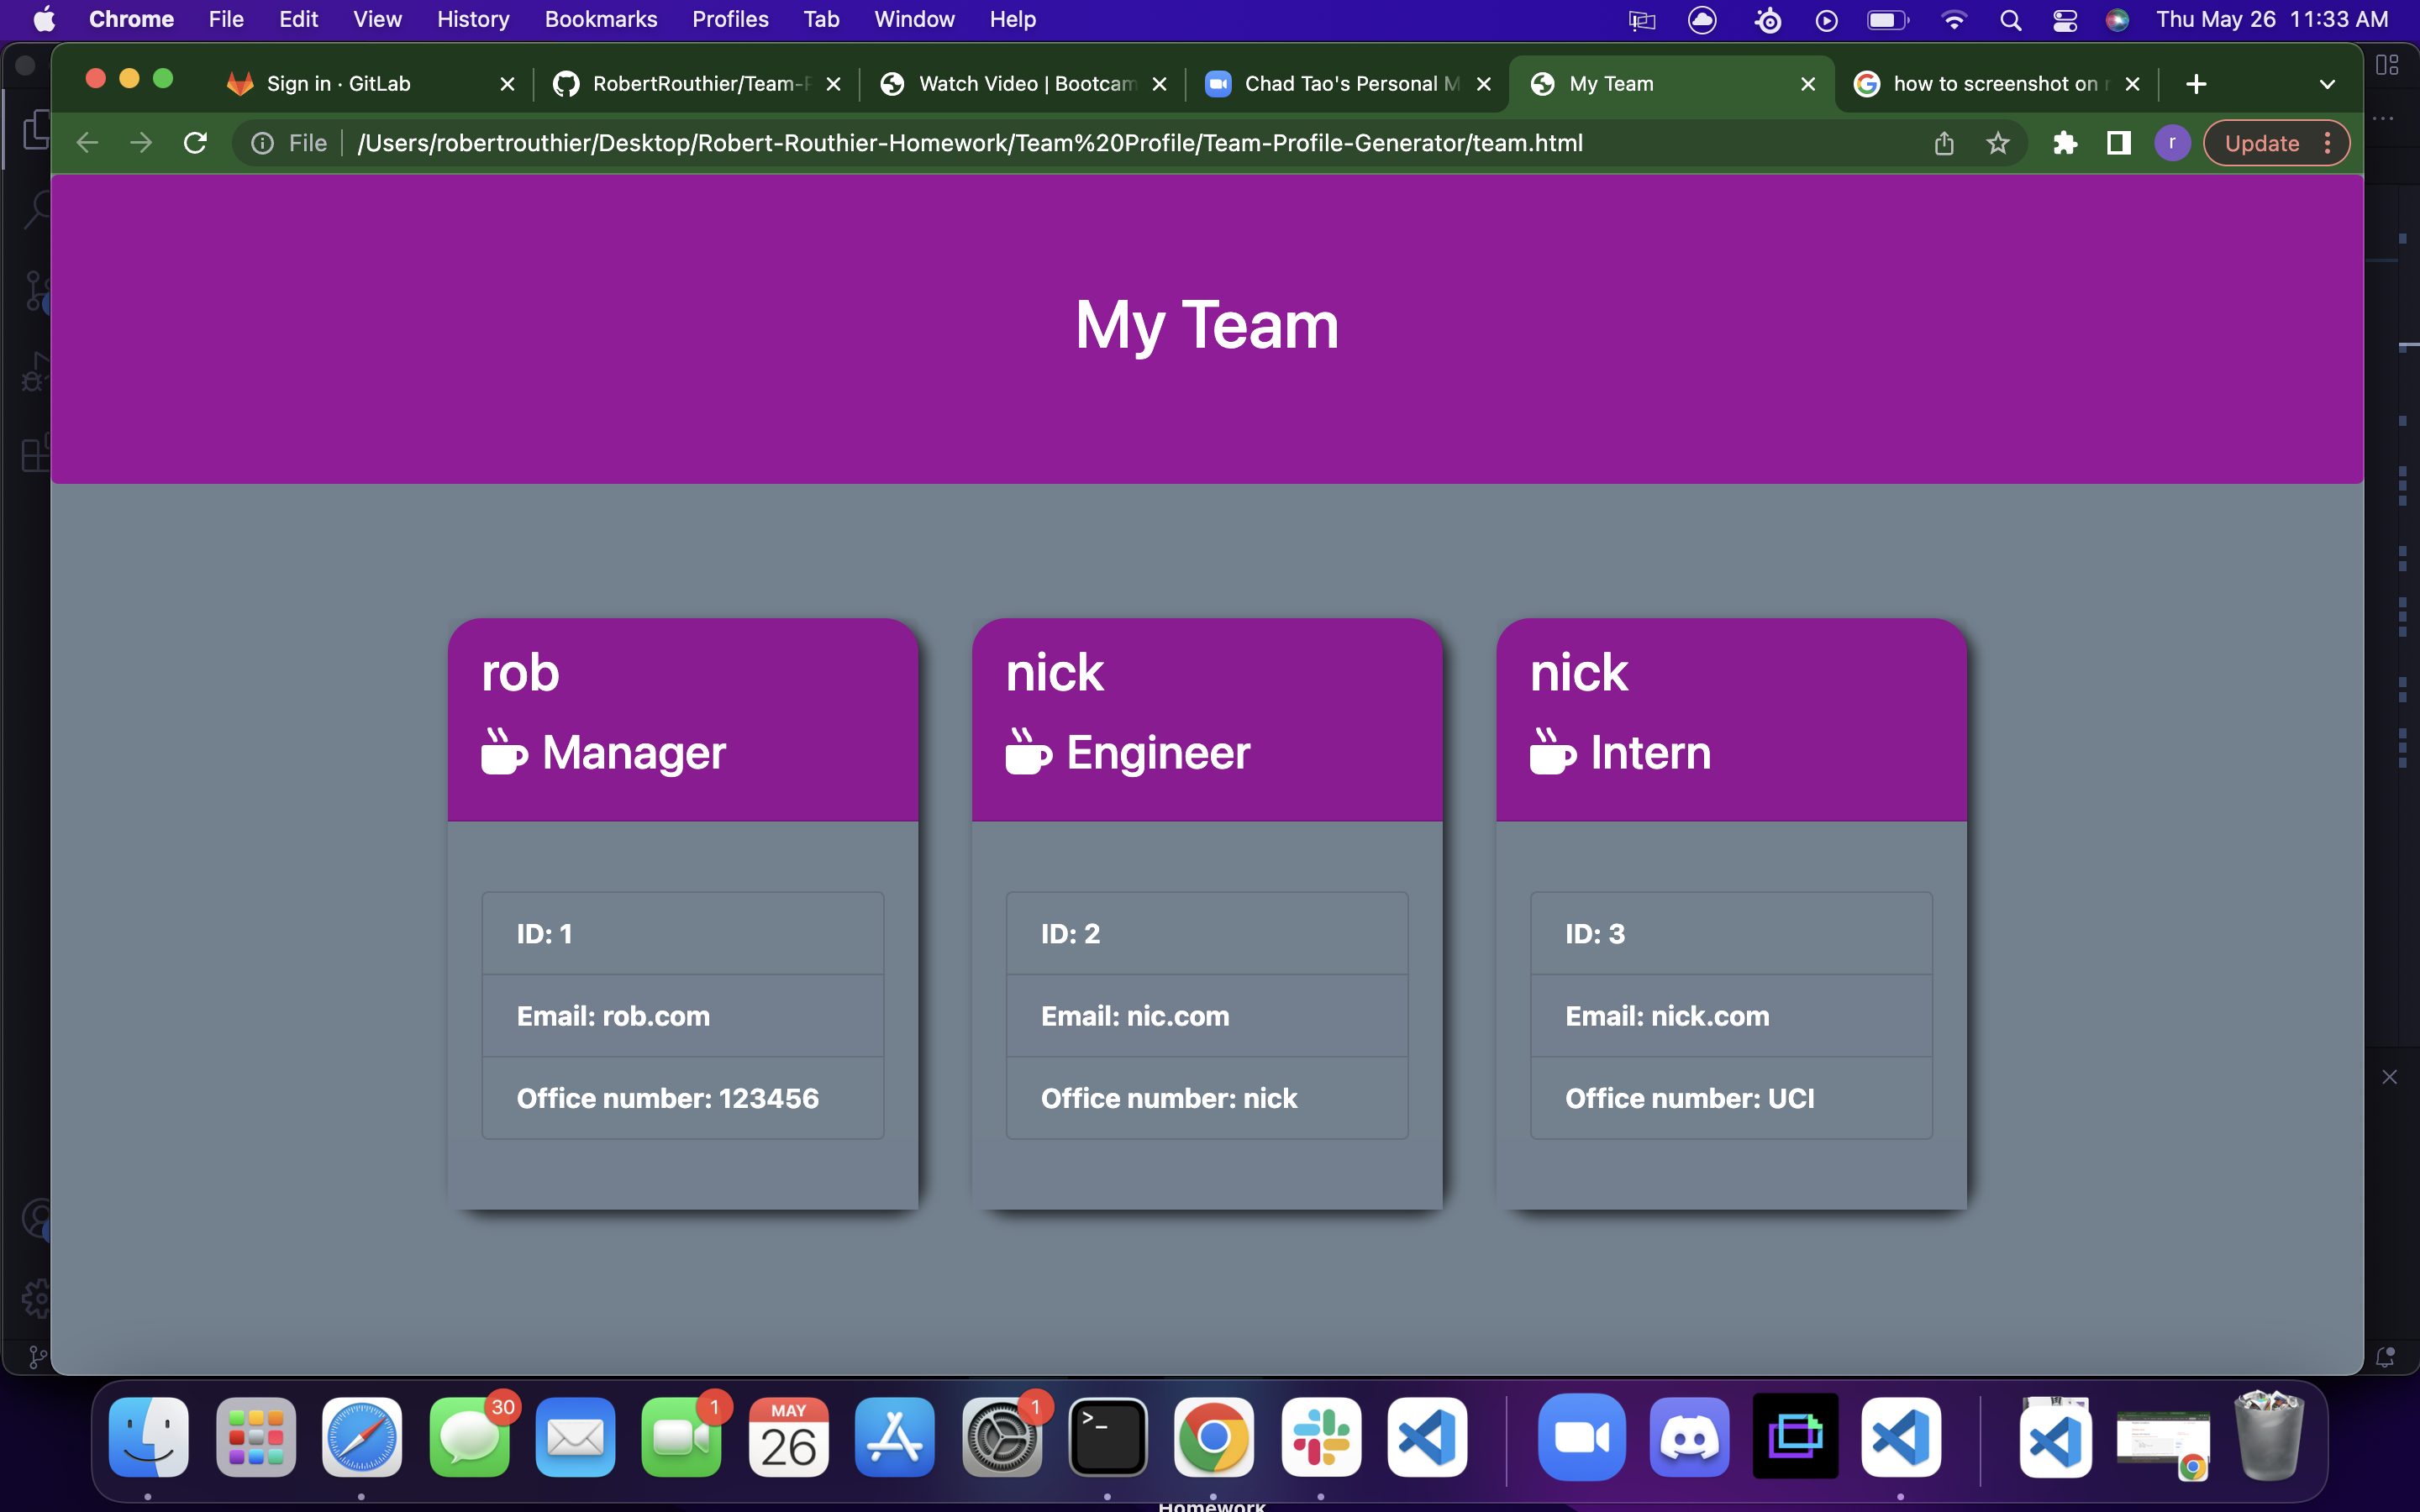 Chrome File Edit View History Bookmarks Profiles Tab Window Help Thu May 26 11:33 AM
Sign in · GitLab RobertRouthier/Team- Watch Video | Bootcam Chad Tao's Personal M My Team how to screenshot on
File /Users/robertrouthier/Desktop/Robert-Routhier-Homework/Team%20Profile/Team-Profile-Generator/team.html r Update
My Team
rob
Manager
ID: 1
Email: rob.com
Office number: 123456
nick
Engineer
ID: 2
Email: nic.com
Office number: nick
nick
Intern
ID: 3
Email: nick.com
Office number: UCI
30
1
MAY
26
1
>_
Homework